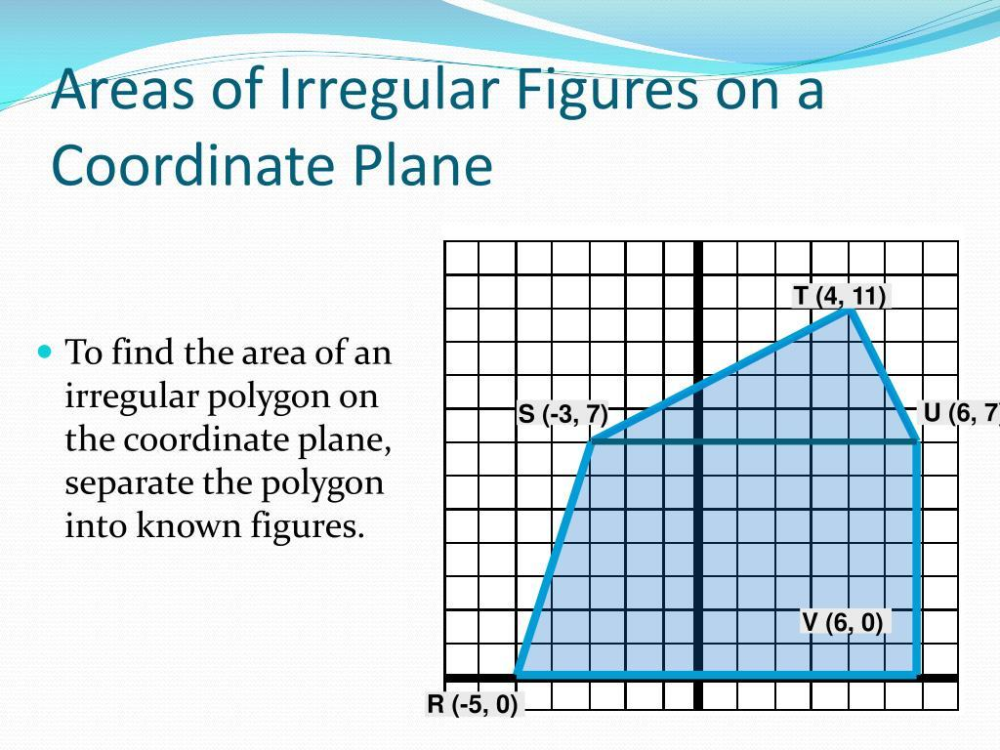 Areas of Irregular Figures on a
Coordinate Plane
To find the area of an
irregular polygon on
the coordinate plane,
separate the polygon
into known figures.
T (4, 11)
S (-3, 7)
U (6, 7)
V (6, 0)
R (-5, 0)